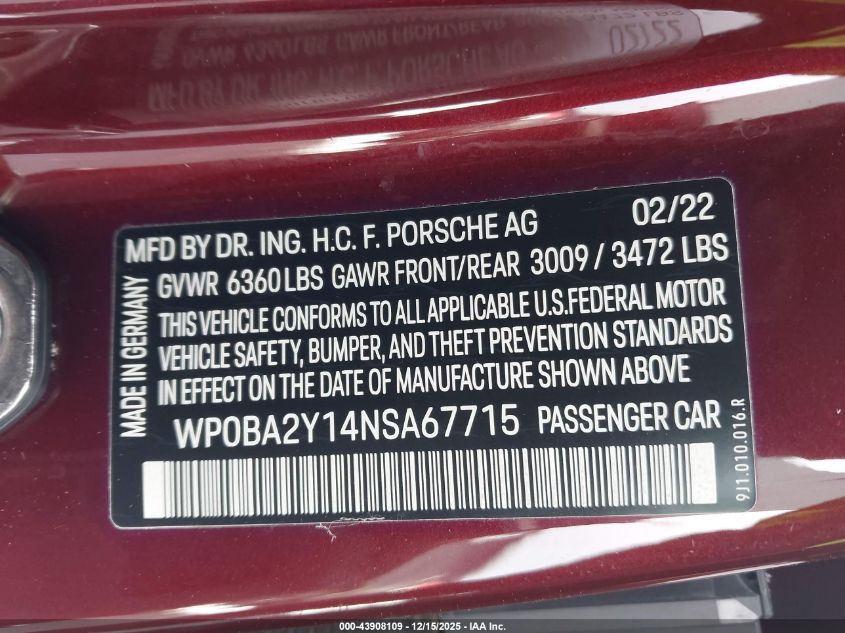 MFD BY DR. ING. H.C. F. PORSCHE AG 02/22
GVWR 6360LBS GAWR FRONT/REAR 3009 / 3472 LBS
THIS VEHICLE CONFORMS TO ALL APPLICABLE U.S.FEDERAL MOTOR
VEHICLE SAFETY, BUMPER, AND THEFT PREVENTION STANDARDS
IN EFFECT ON THE DATE OF MANUFACTURE SHOWN ABOVE
WP0BA2Y14NSA67715 PASSENGER CAR
MADE IN GERMANY
9J1.010.016.R
000-43908109 - 12/15/2025 - IAA Inc.